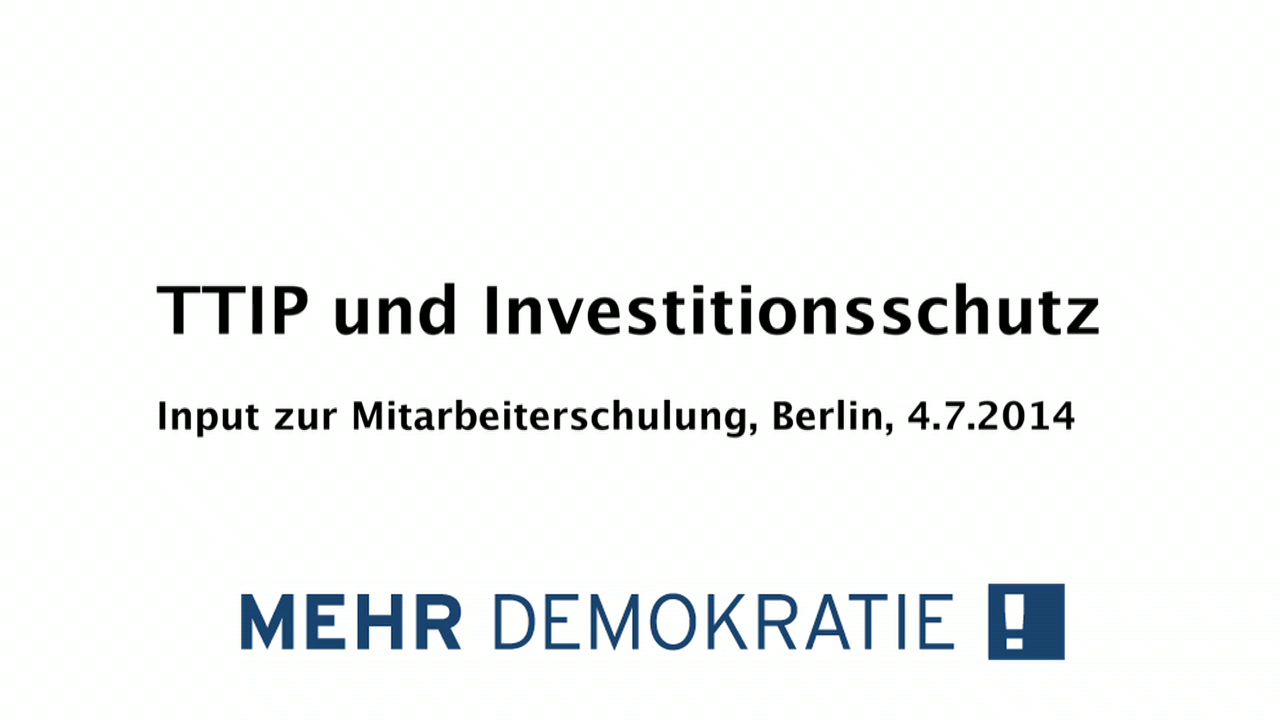 TTIP und Investitionsschutz
Input zur Mitarbeiterschulung, Berlin, 4.7.2014
MEHR DEMOKRATIE !